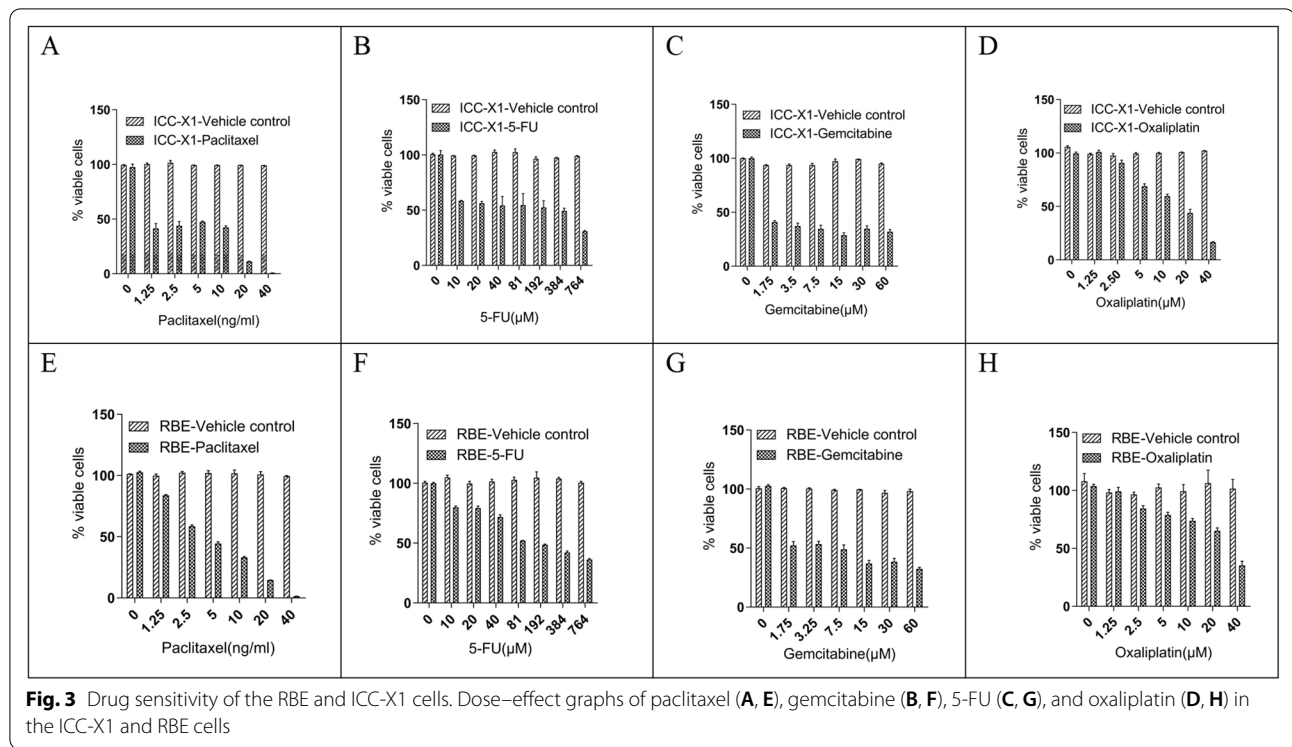 A
150
100
50
0
% viable cells
ICC-X1-Vehicle control
ICC-X1-Paclitaxel
0 1.25 2.5 5 10 20 40
Paclitaxel(ng/ml)
B
150
100
50
0
% viable cells
ICC-X1-Vehicle control
ICC-X1-5-FU
0 10 20 40 81 192 384 764
5-FU(μM)
C
150
100
50
0
% viable cells
ICC-X1-Vehicle control
ICC-X1-Gemcitabine
0 1.75 3.5 7.5 15 30 60
Gemcitabine(μM)
D
150
100
50
0
% viable cells
ICC-X1-Vehicle control
ICC-X1-Oxaliplatin
0 1.25 2.50 5 10 20 40
Oxaliplatin(μM)
E
150
100
50
0
% viable cells
RBE-Vehicle control
RBE-Paclitaxel
0 1.25 2.5 5 10 20 40
Paclitaxel(ng/ml)
F
150
100
50
0
% viable cells
RBE-Vehicle control
RBE-5-FU
0 10 20 40 81 192 384 764
5-FU(μM)
G
150
100
50
0
% viable cells
RBE-Vehicle control
RBE-Gemcitabine
0 1.75 3.25 7.5 15 30 60
Gemcitabine(μM)
H
150
100
50
0
% viable cells
RBE-Vehicle control
RBE-Oxaliplatin
0 1.25 2.5 5 10 20 40
Oxaliplatin(μM)
Fig. 3 Drug sensitivity of the RBE and ICC-X1 cells. Dose–effect graphs of paclitaxel (A, E), gemcitabine (B, F), 5-FU (C, G), and oxaliplatin (D, H) in
the ICC-X1 and RBE cells